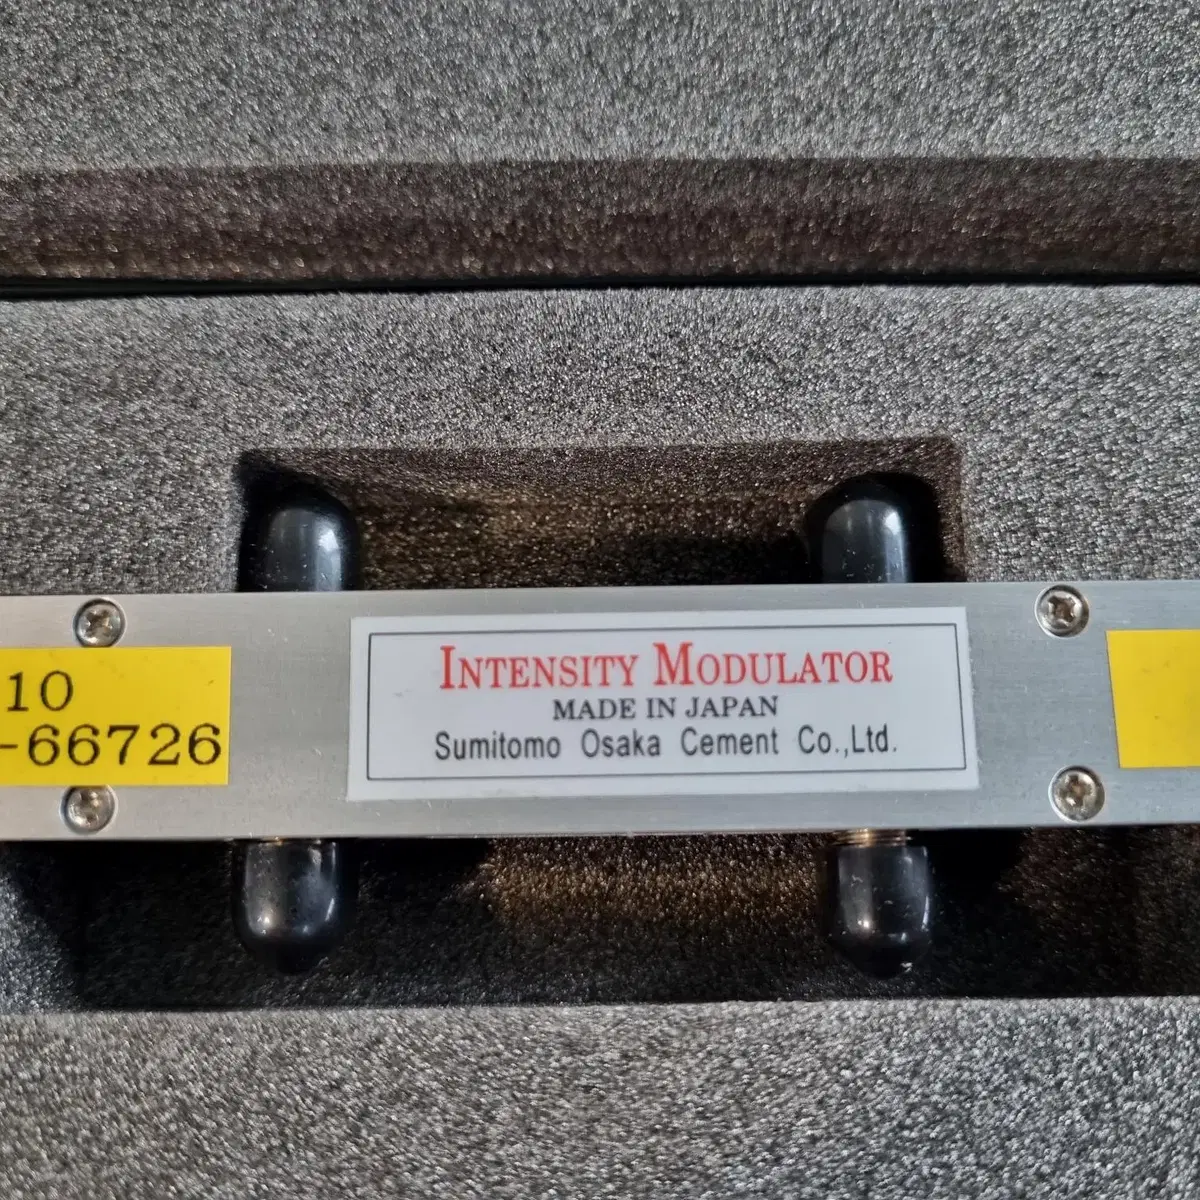 10
-66726
INTENSITY MODULATOR
MADE IN JAPAN
Sumitomo Osaka Cement Co.,Ltd.